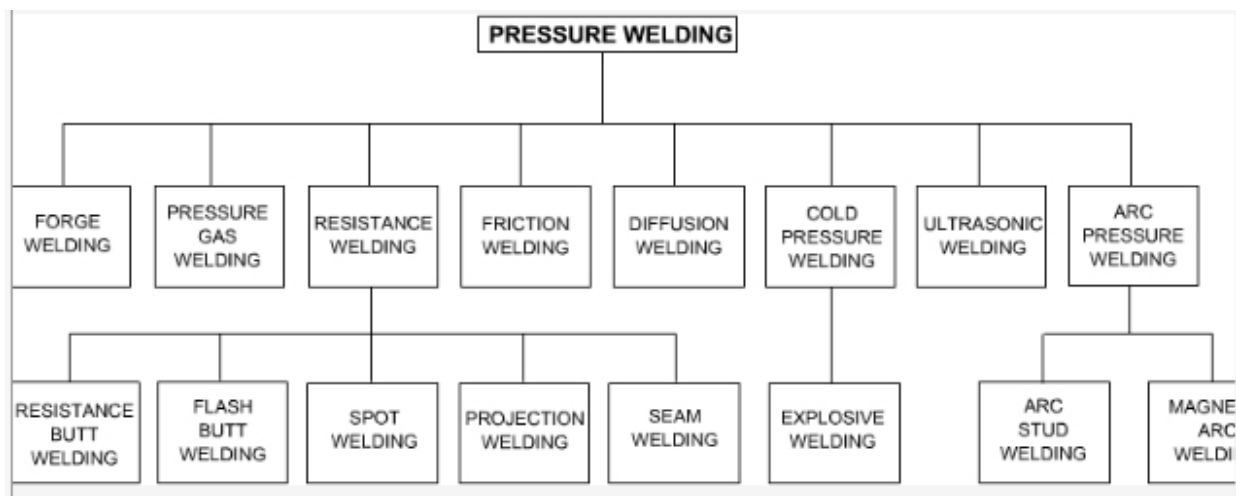 PRESSURE WELDING
FORGE
WELDING
PRESSURE
GAS
WELDING
RESISTANCE
WELDING
FRICTION
WELDING
DIFFUSION
WELDING
COLD
PRESSURE
WELDING
ULTRASONIC
WELDING
ARC
PRESSURE
WELDING
RESISTANCE
BUTT
WELDING
FLASH
BUTT
WELDING
SPOT
WELDING
PROJECTION
WELDING
SEAM
WELDING
EXPLOSIVE
WELDING
ARC
STUD
WELDING
ARC